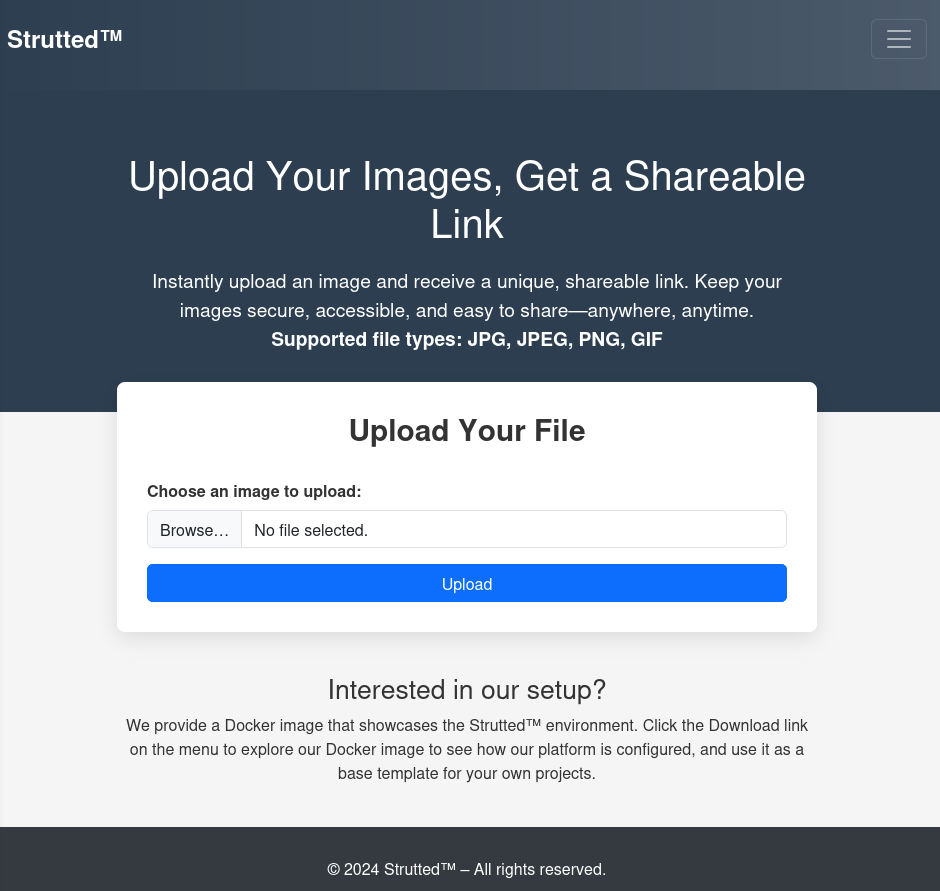 Strutted™
Upload Your Images, Get a Shareable
Link
Instantly upload an image and receive a unique, shareable link. Keep your
images secure, accessible, and easy to share—anywhere, anytime.
Supported file types: JPG, JPEG, PNG, GIF
Upload Your File
Choose an image to upload:
Browse… No file selected.
Upload
Interested in our setup?
We provide a Docker image that showcases the Strutted™ environment. Click the Download link
on the menu to explore our Docker image to see how our platform is configured, and use it as a
base template for your own projects.
© 2024 Strutted™ – All rights reserved.